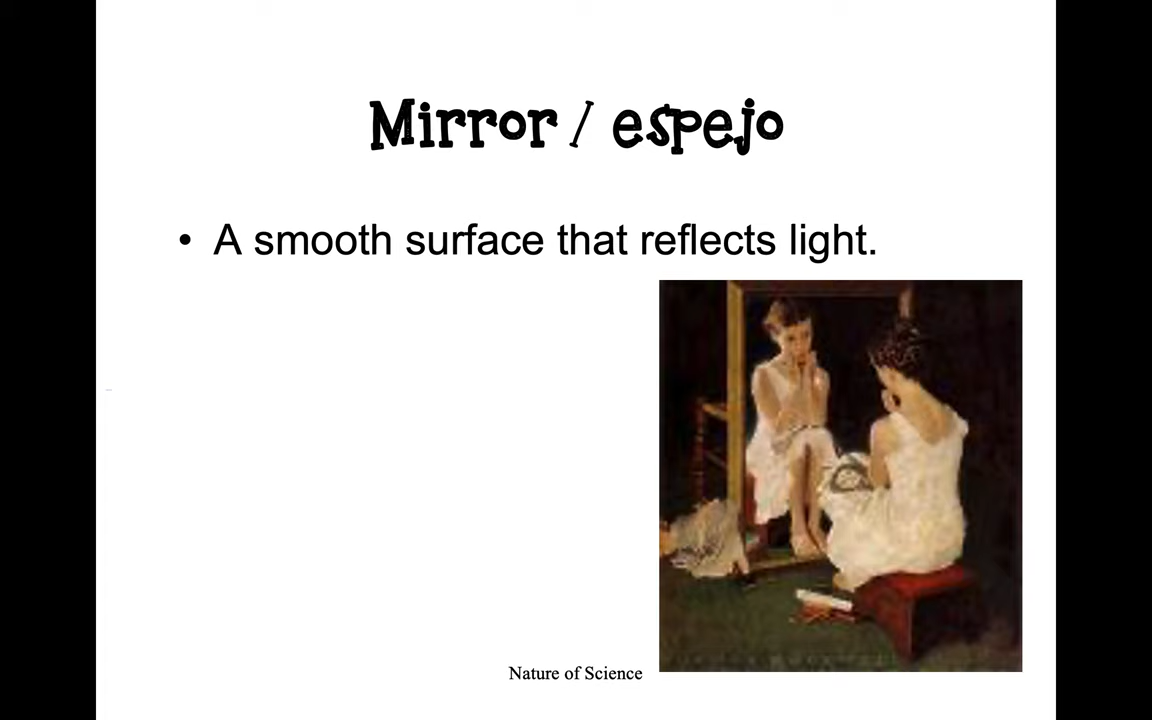 Mirror / espejo
• A smooth surface that reflects light.
Nature of Science